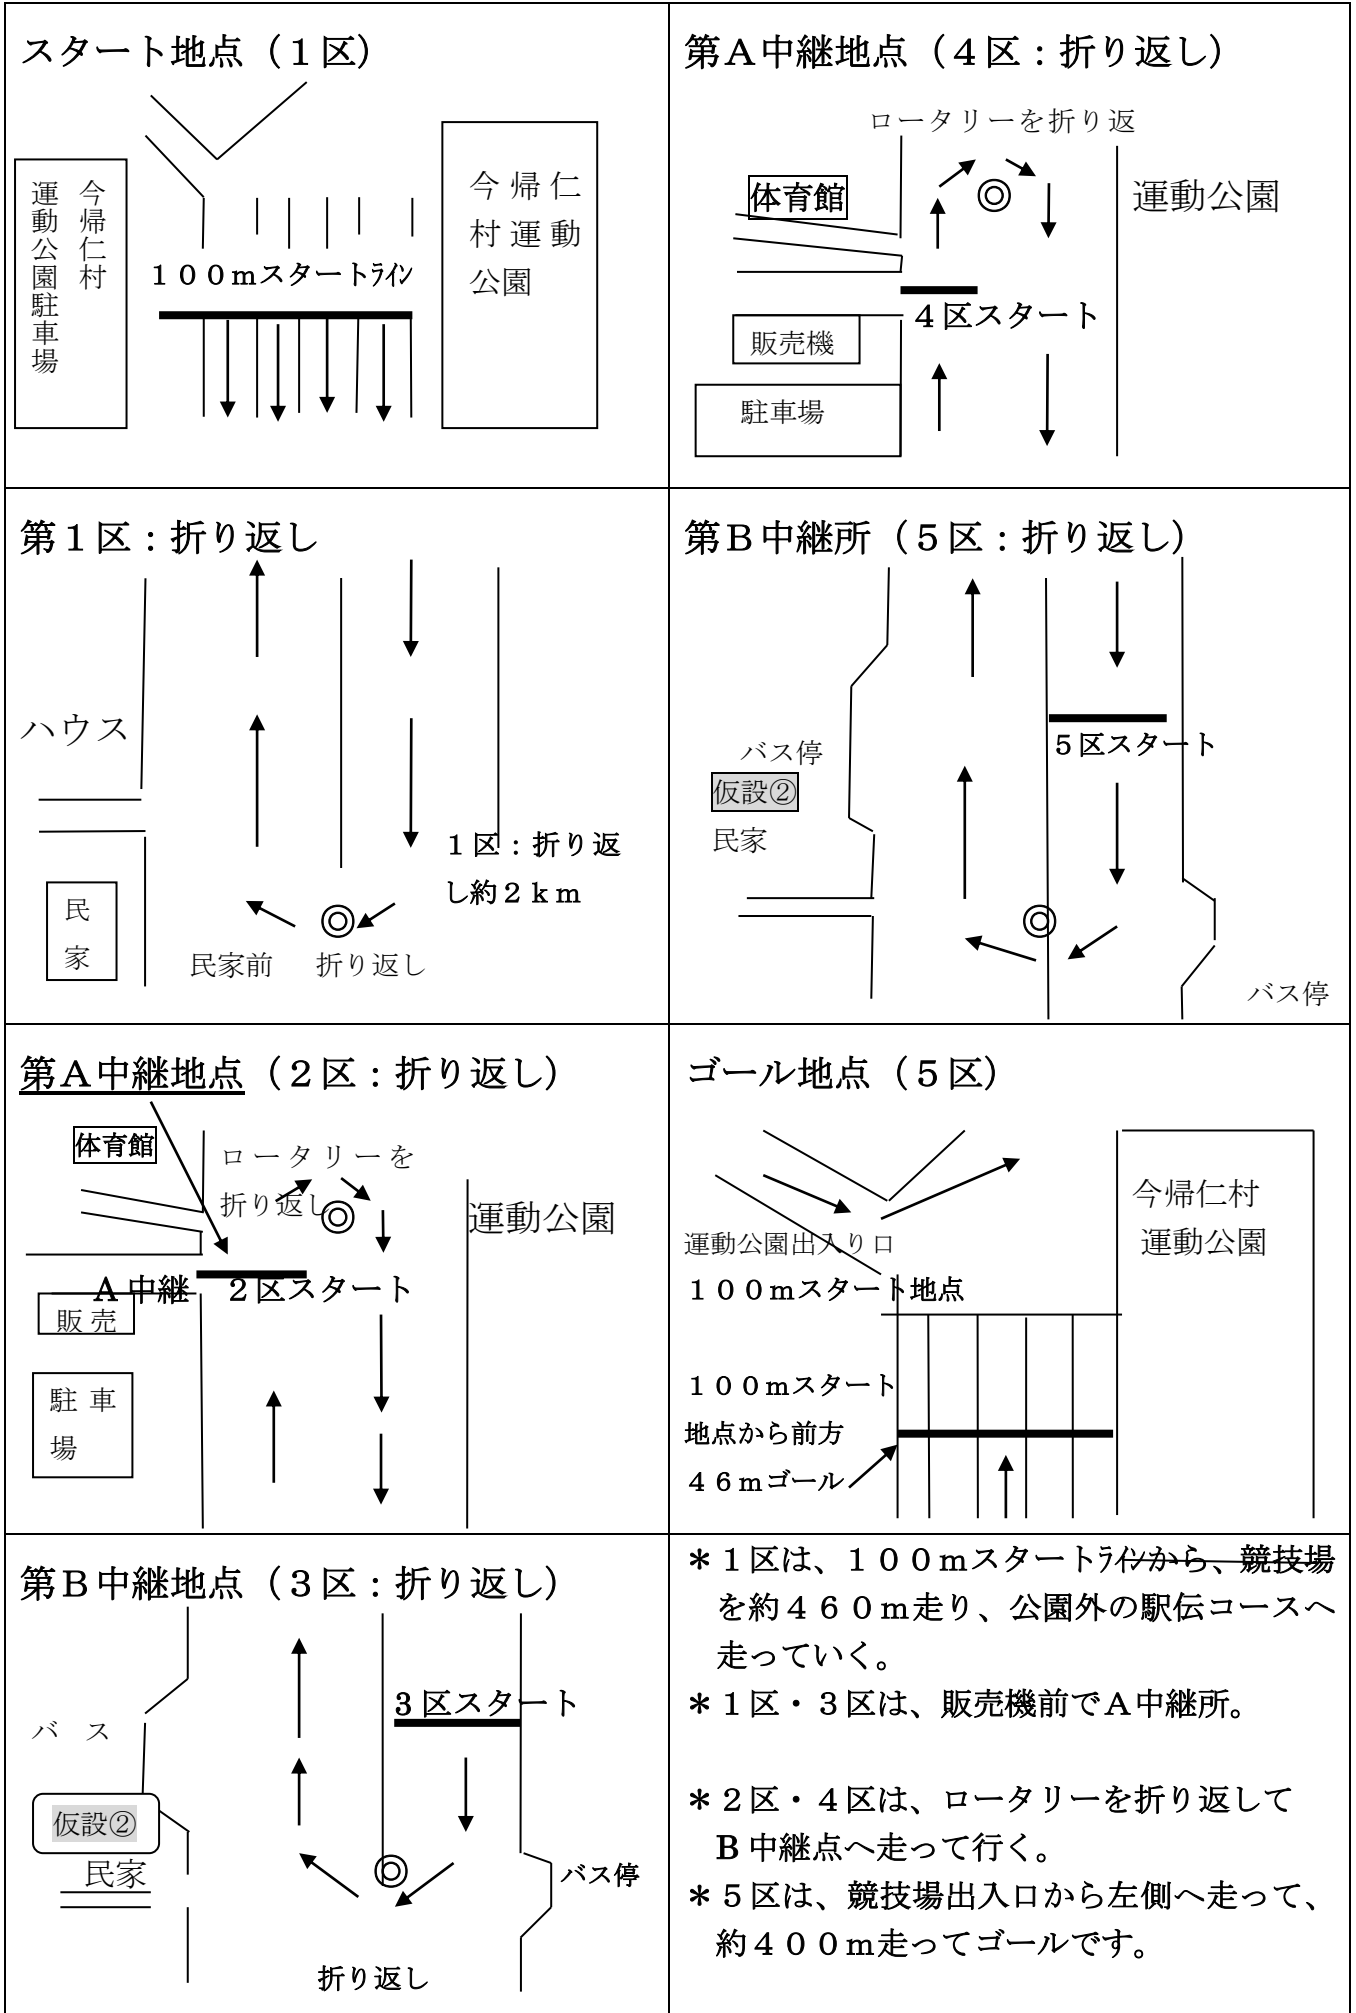 スタート地点（１区）
今帰仁村
運動公園駐車場
１００ｍスタートﾗｲﾝ
今帰仁
村運動
公園
第Ａ中継地点（４区：折り返し）
ロータリーを折り返
体育館
運動公園
４区スタート
販売機
駐車場
第１区：折り返し
ハウス
１区：折り返
し約２ｋｍ
民
家
民家前　折り返し
第Ｂ中継所（５区：折り返し）
５区スタート
バス停
仮設②
民家
バス停
第Ａ中継地点（２区：折り返し）
体育館
ロータリーを
折り返し
運動公園
A 中継　２区スタート
販売
駐車
場
ゴール地点（５区）
今帰仁村
運動公園
運動公園出入り口
１００ｍスタート地点
１００ｍスタート
地点から前方
４６ｍゴール
第Ｂ中継地点（３区：折り返し）
３区スタート
バス
仮設②
民家
バス停
折り返し
＊１区は、１００ｍスタートﾗｲﾝから、競技場
を約４６０ｍ走り、公園外の駅伝コースへ
走っていく。
＊１区・３区は、販売機前でＡ中継所。
＊２区・４区は、ロータリーを折り返して
B 中継点へ走って行く。
＊５区は、競技場出入口から左側へ走って、
約４００ｍ走ってゴールです。